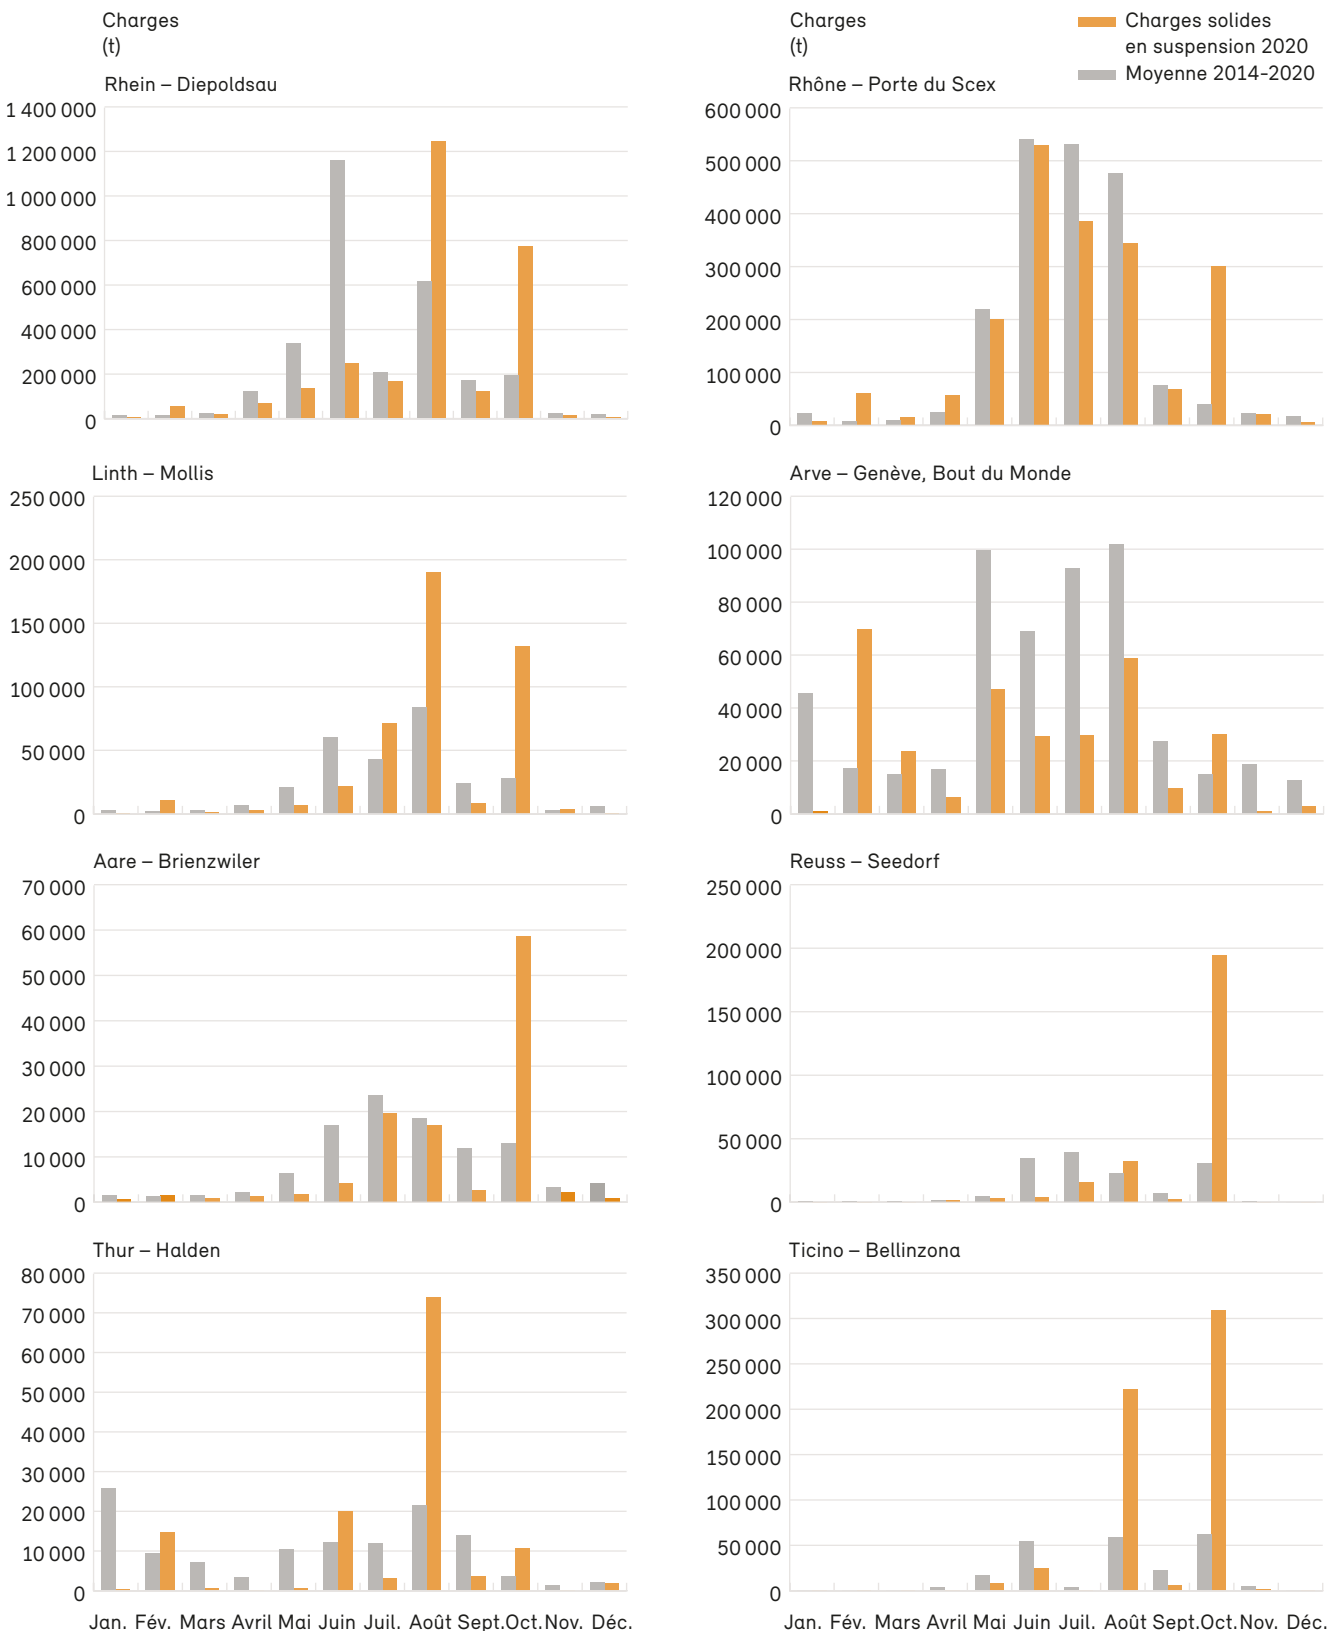 Charges
(t)
Rhein – Diepoldsau
1 400 000
1 200 000
1 000 000
800 000
600 000
400 000
200 000
0
Charges
(t)
Charges solides
en suspension 2020
Moyenne 2014-2020
Rhône – Porte du Scex
600 000
500 000
400 000
300 000
200 000
100 000
0
Linth – Mollis
250 000
200 000
150 000
100 000
50 000
0
Arve – Genève, Bout du Monde
120 000
100 000
80 000
60 000
40 000
20 000
0
Aare – Brienzwiler
70 000
60 000
50 000
40 000
30 000
20 000
10 000
0
Reuss – Seedorf
250 000
200 000
150 000
100 000
50 000
0
Thur – Halden
80 000
70 000
60 000
50 000
40 000
30 000
20 000
10 000
0
Jan. Fév. Mars Avril Mai Juin Juil. Août Sept. Oct. Nov. Déc.
Ticino – Bellinzona
350 000
300 000
250 000
200 000
150 000
100 000
50 000
0
Jan. Fév. Mars Avril Mai Juin Juil. Août Sept. Oct. Nov. Déc.